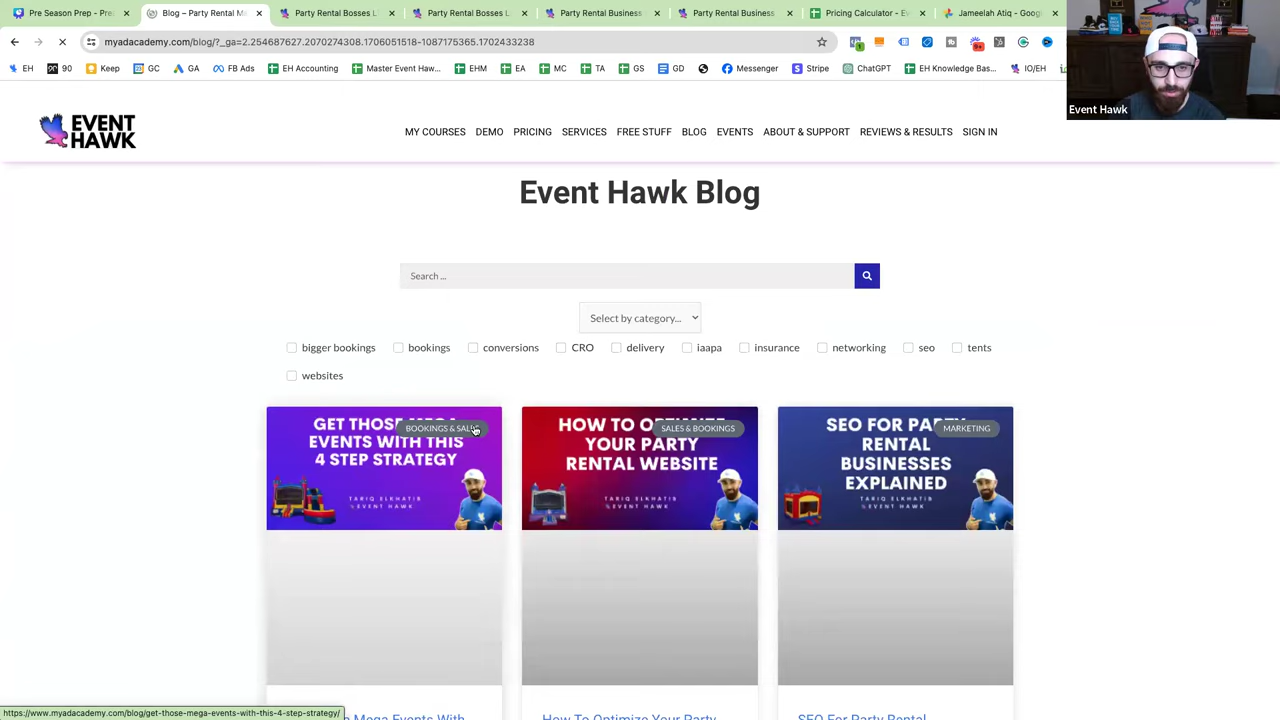 Pre Season Prep - Pre
Blog – Party Rental M
Party Rental Bosses L
Party Rental Bosses L
Party Rental Business
Party Rental Business
Pricing Calculator - Ev
Jameelah Atiq - Goog
myadacademy.com/blog/?_ga=2.254687627.2070274308.1706051518-1087175365.1702433238
EH
90
Keep
GC
GA
FB Ads
EH Accounting
Master Event Haw...
EHM
EA
MC
TA
GS
GD
Messenger
Stripe
ChatGPT
EH Knowledge Bas...
IO/EH
Event Hawk
EVENT
HAWK
MY COURSES
DEMO
PRICING
SERVICES
FREE STUFF
BLOG
EVENTS
ABOUT & SUPPORT
REVIEWS & RESULTS
SIGN IN
Event Hawk Blog
Search ...
Select by category...
bigger bookings
bookings
conversions
CRO
delivery
iaapa
insurance
networking
seo
tents
websites
GET THOSE MEGA
EVENTS WITH THIS
4 STEP STRATEGY
BOOKINGS & SALES
TARIQ ELKHATIB
EVENT HAWK
HOW TO OPTIMIZE
YOUR PARTY
RENTAL WEBSITE
SALES & BOOKINGS
TARIQ ELKHATIB
EVENT HAWK
SEO FOR PARTY
RENTAL
BUSINESSES
EXPLAINED
MARKETING
TARIQ ELKHATIB
EVENT HAWK
Mega Events With
How To Optimize Your Party
SEO For Party Rental
https://www.myadacademy.com/blog/get-those-mega-events-with-this-4-step-strategy/